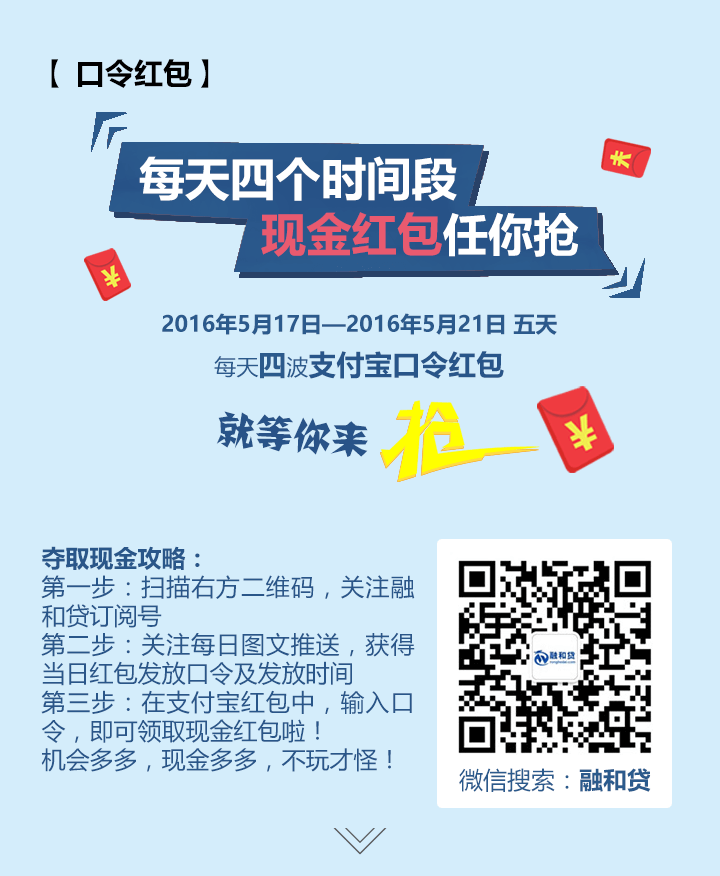 【 口令红包】
每天四个时间段
现金红包任你抢
2016年5月17日—2016年5月21日 五天
每天四波支付宝口令红包
就等你来抢
夺取现金攻略：
第一步：扫描右方二维码，关注融
和贷订阅号
第二步：关注每日图文推送，获得
当日红包发放口令及发放时间
第三步：在支付宝红包中，输入口
令，即可领取现金红包啦！
机会多多，现金多多，不玩才怪！
融和贷
微信搜索：融和贷